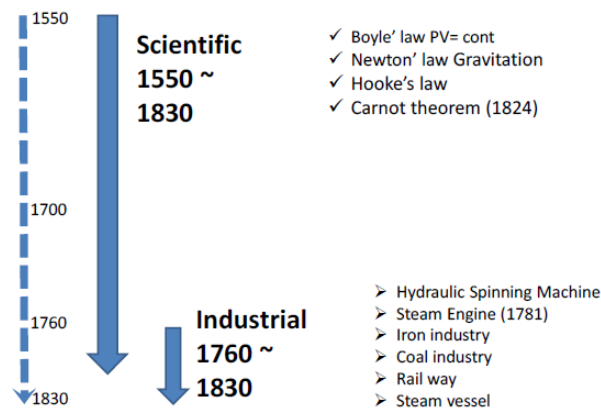 1550
Scientific
1550 ~
1830
Boyle’ law PV= cont
Newton’ law Gravitation
Hooke’s law
Carnot theorem (1824)
1700
1760
Industrial
1760 ~
1830
Hydraulic Spinning Machine
Steam Engine (1781)
Iron industry
Coal industry
Rail way
Steam vessel
1830